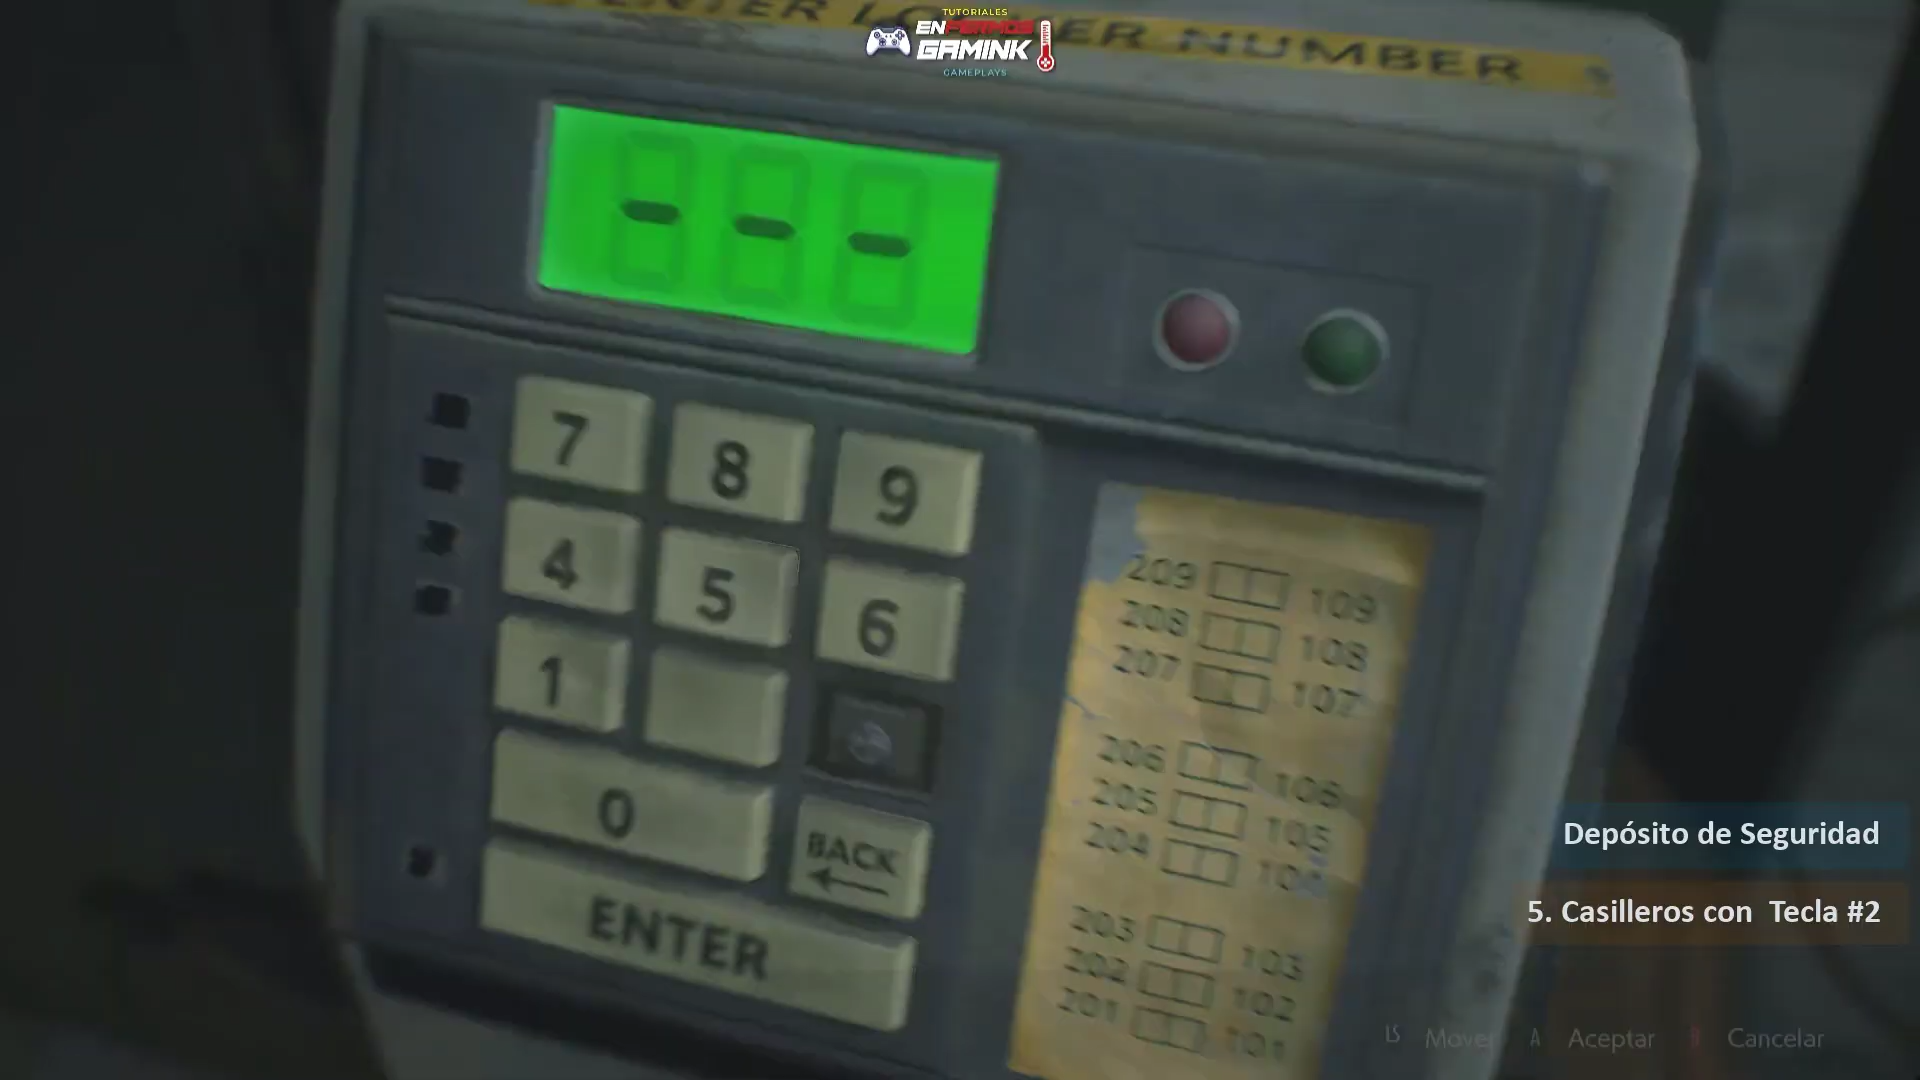 ENTER LOCKER NUMBER
TUTORIALES
ENFERMOS
GAMINK
GAMEPLAYS
7 8 9
4 5 6
1
0
BACK
ENTER
209 109
208 108
207 107
206 106
205 105
204 104
203 103
202 102
201 101
Depósito de Seguridad
5. Casilleros con Tecla #2
LS Mover A Aceptar Cancelar